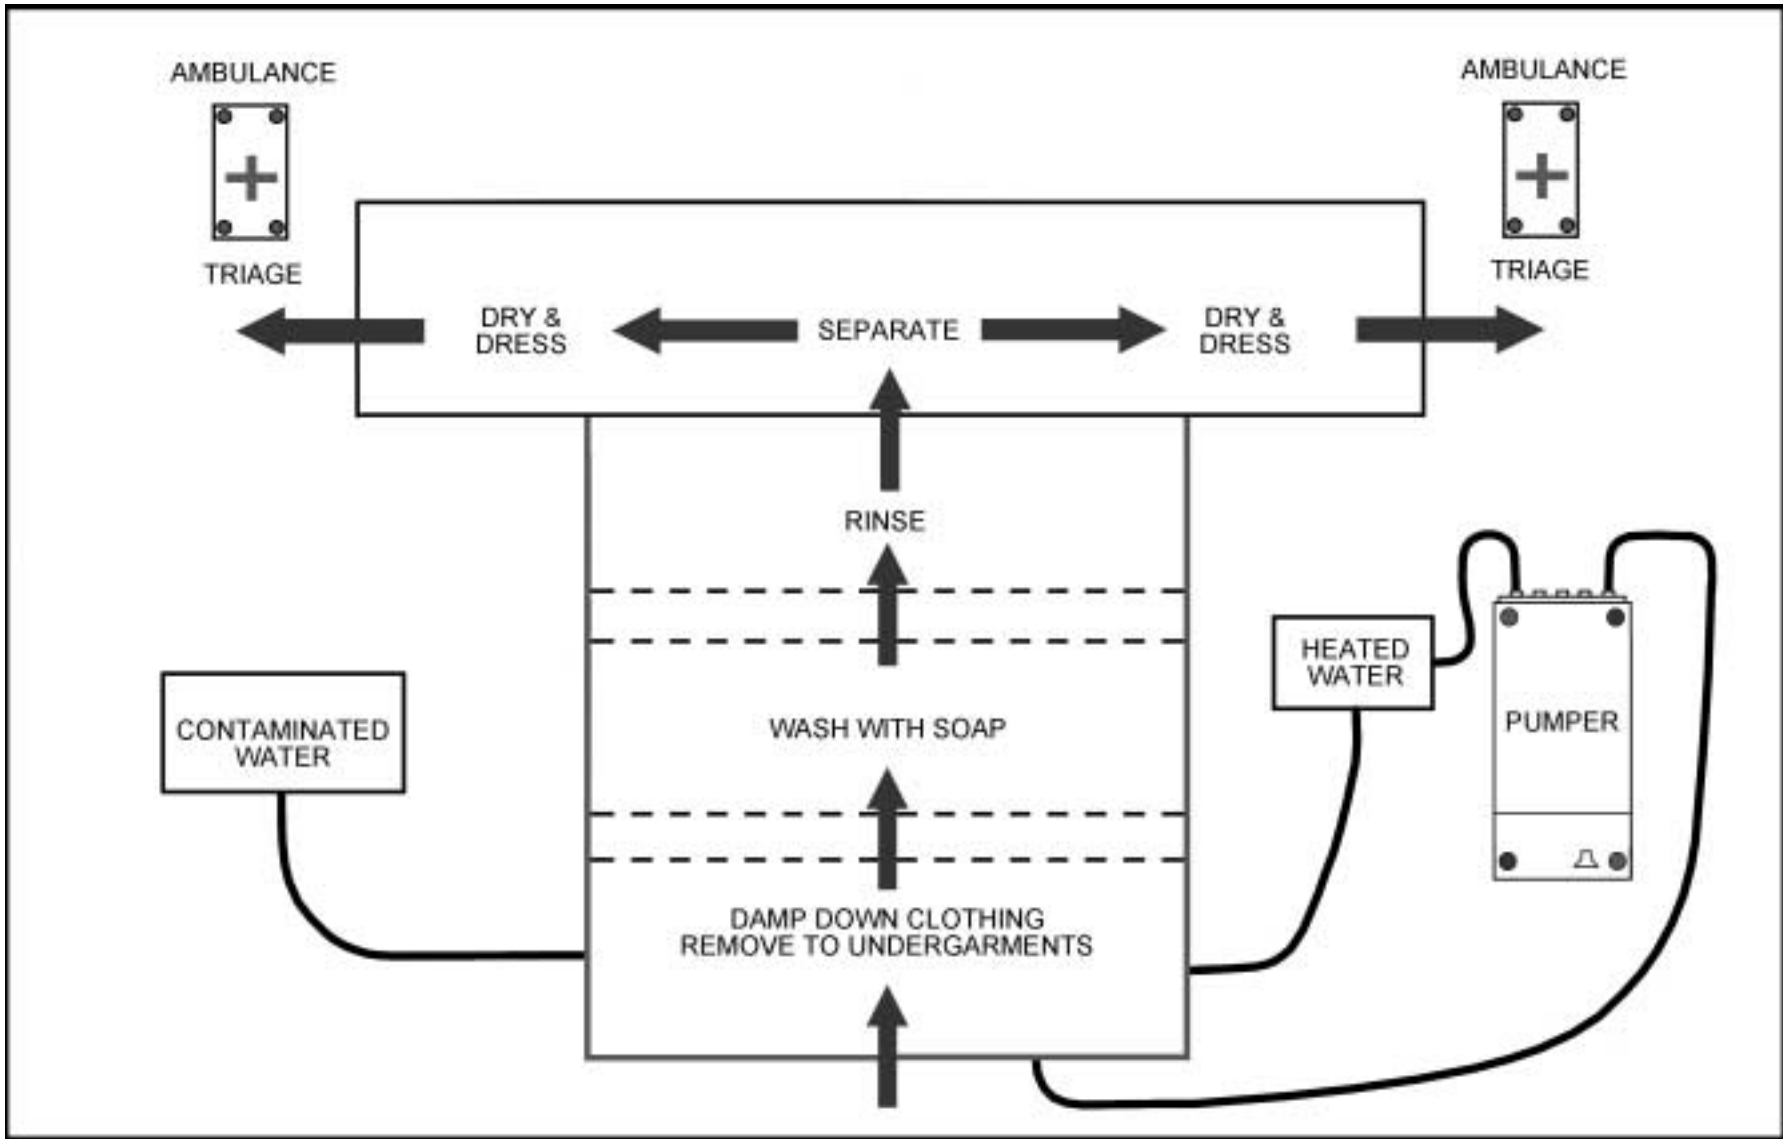 AMBULANCE
AMBULANCE
TRIAGE
TRIAGE
DRY &
DRESS
SEPARATE
DRY &
DRESS
RINSE
HEATED
WATER
PUMPER
CONTAMINATED
WATER
WASH WITH SOAP
DAMP DOWN CLOTHING
REMOVE TO UNDERGARMENTS